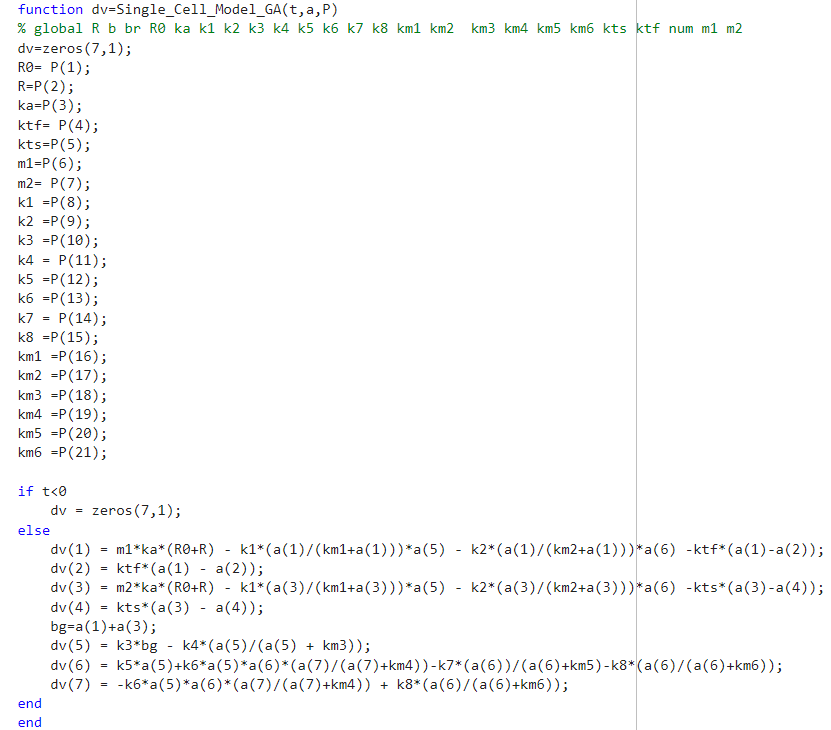 function dv=Single_Cell_Model_GA(t,a,P)
% global R b br R0 ka k1 k2 k3 k4 k5 k6 k7 k8 km1 km2  km3 km4 km5 km6 kts ktf num m1 m2
dv=zeros(7,1);
R0= P(1);
R=P(2);
ka=P(3);
ktf= P(4);
kts=P(5);
m1=P(6);
m2= P(7);
k1 =P(8);
k2 =P(9);
k3 =P(10);
k4 = P(11);
k5 =P(12);
k6 =P(13);
k7 = P(14);
k8 =P(15);
km1 =P(16);
km2 =P(17);
km3 =P(18);
km4 =P(19);
km5 =P(20);
km6 =P(21);
if t<0
    dv = zeros(7,1);
else
    dv(1) = m1*ka*(R0+R) - k1*(a(1)/(km1+a(1)))*a(5) - k2*(a(1)/(km2+a(1)))*a(6) -ktf*(a(1)-a(2));
    dv(2) = ktf*(a(1) - a(2));
    dv(3) = m2*ka*(R0+R) - k1*(a(3)/(km1+a(3)))*a(5) - k2*(a(3)/(km2+a(3)))*a(6) -kts*(a(3)-a(4));
    dv(4) = kts*(a(3) - a(4));
    bg=a(1)+a(3);
    dv(5) = k3*bg - k4*(a(5)/(a(5) + km3));
    dv(6) = k5*a(5)+k6*a(5)*a(6)*(a(7)/(a(7)+km4))-k7*(a(6))/(a(6)+km5)-k8*(a(6)/(a(6)+km6));
    dv(7) = -k6*a(5)*a(6)*(a(7)/(a(7)+km4)) + k8*(a(6)/(a(6)+km6));
end
end